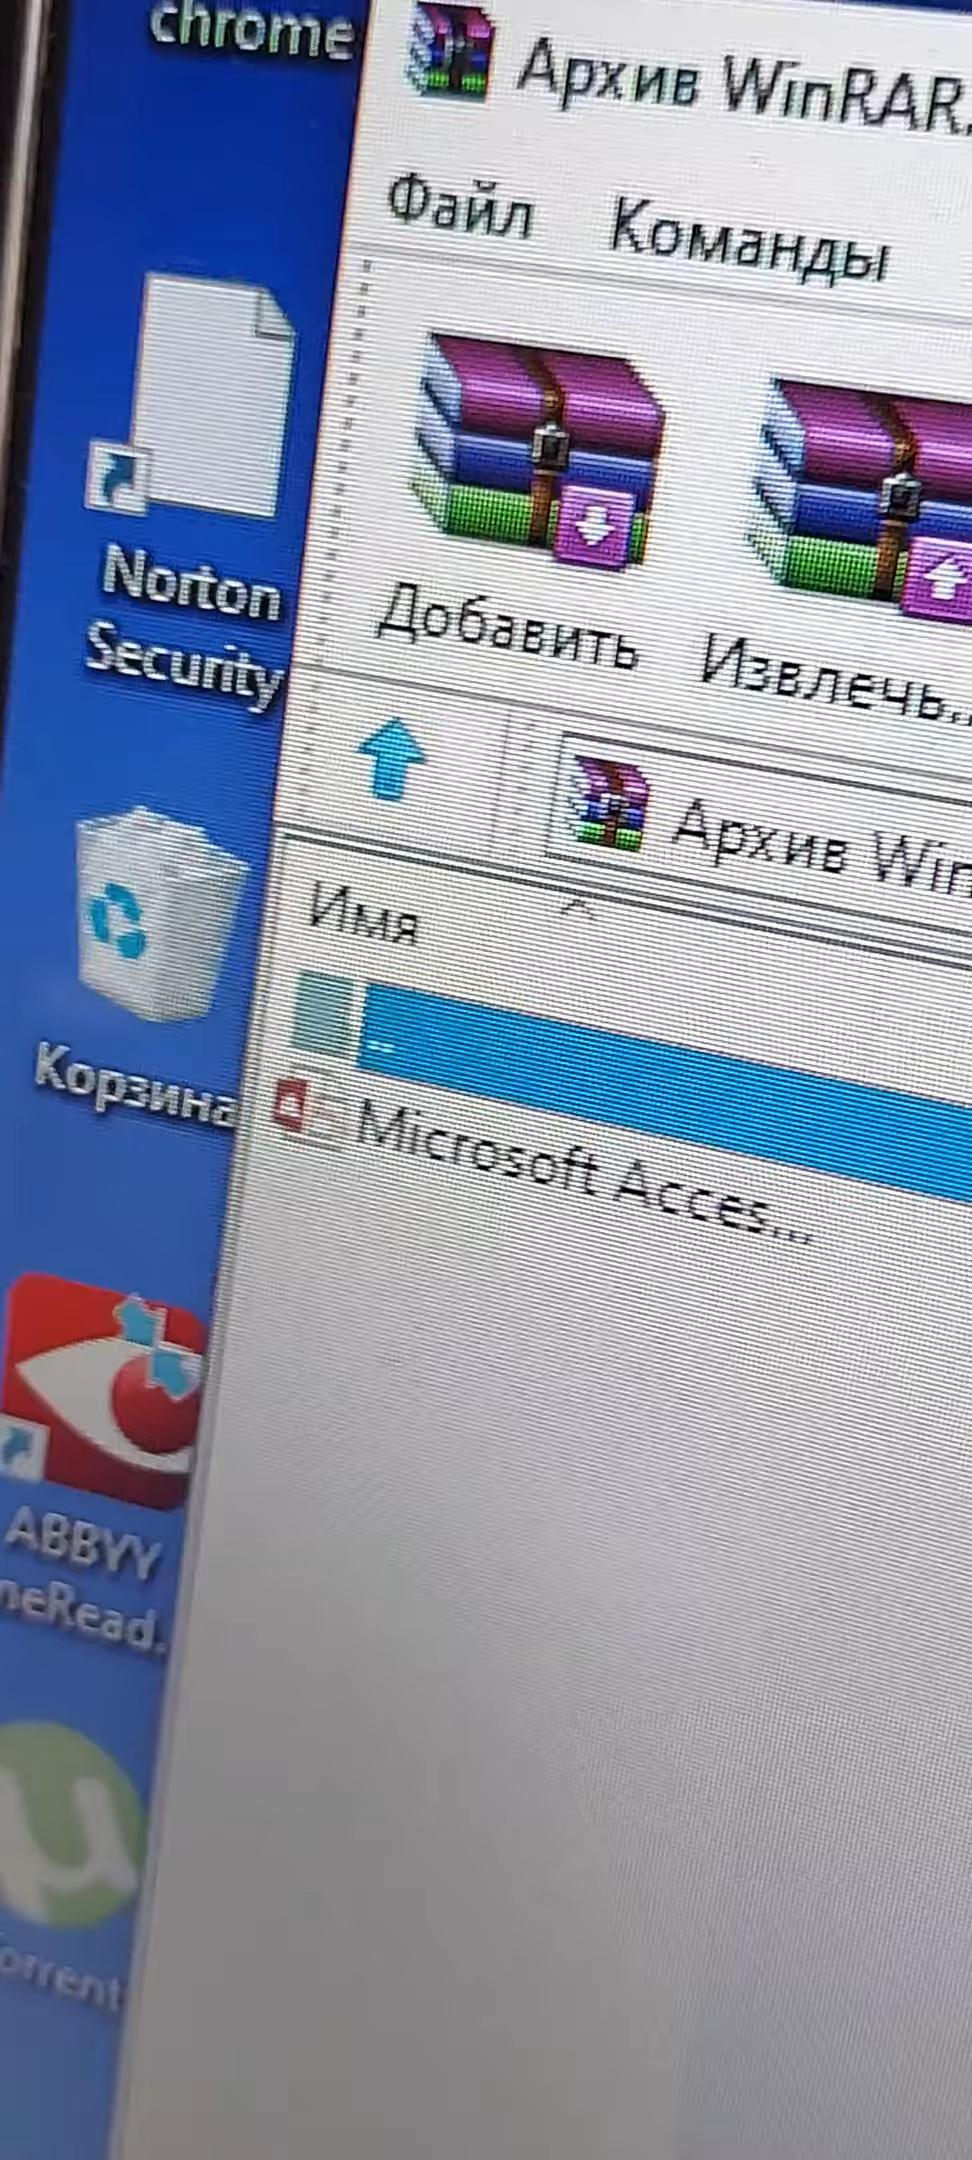 chrome
Архив WinRAR.
Файл Команды
Norton
Security
Добавить Извлечь...
Архив Win
Имя
..
Корзина
Microsoft Acces...
ABBYY
neRead.
orrent